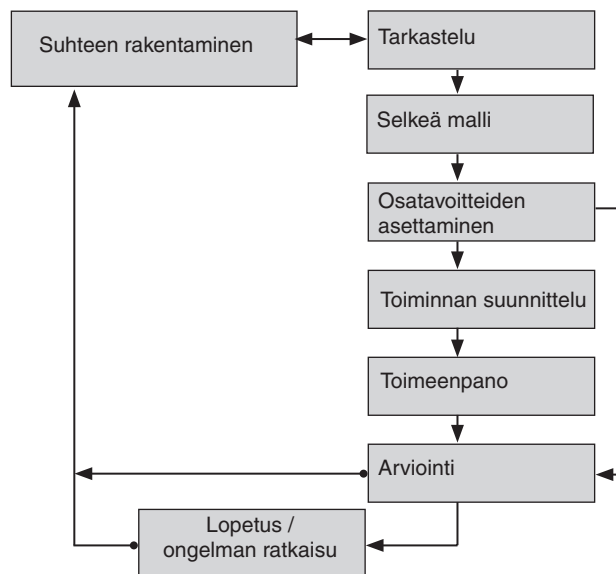 Suhteen rakentaminen
Tarkastelu
Selkeä malli
Osatavoitteiden
asettaminen
Toiminnan suunnittelu
Toimeenpano
Arviointi
Lopetus /
ongelman ratkaisu